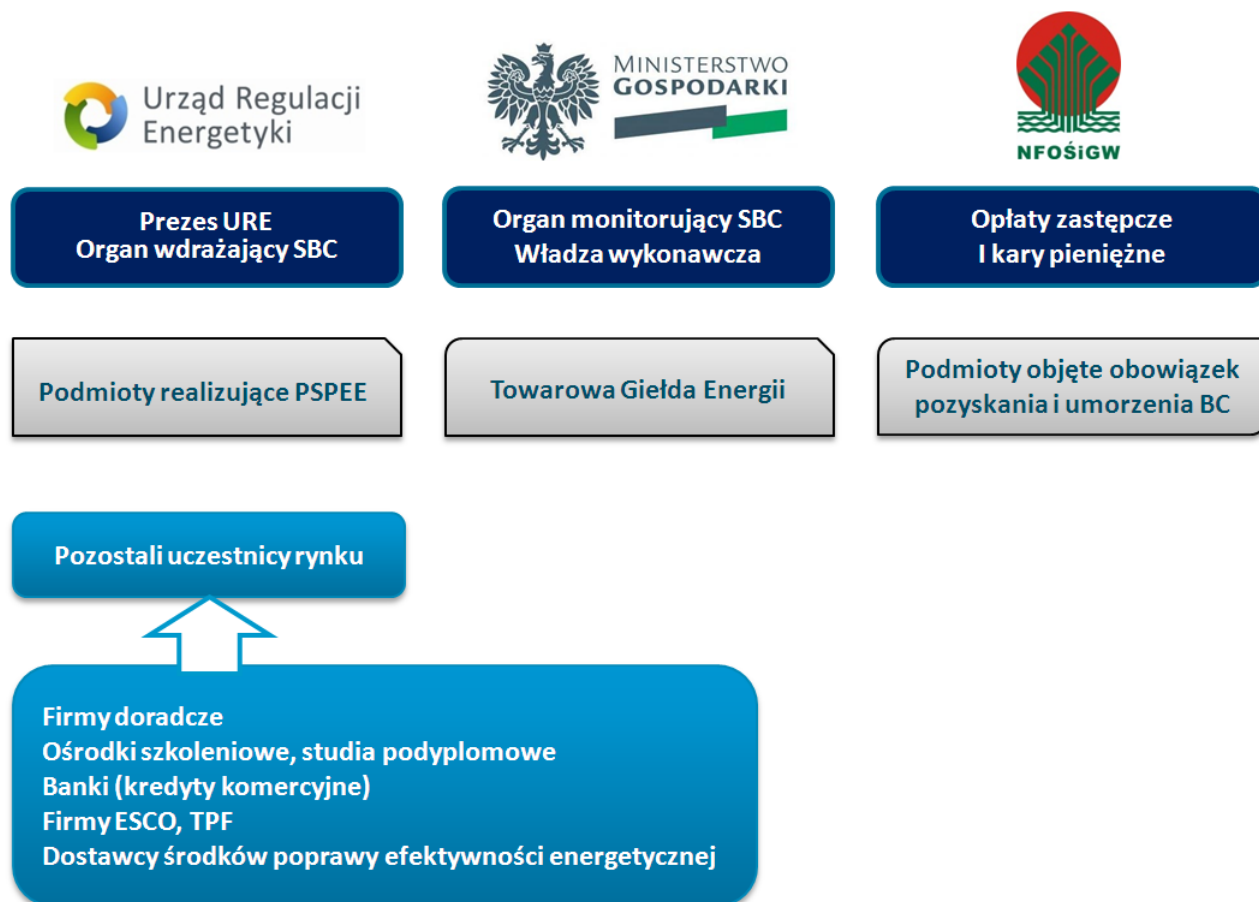 Urząd Regulacji
Energetyki
MINISTERSTWO
GOSPODARKI
NFOŚiGW
Prezes URE
Organ wdrażający SBC
Organ monitorujący SBC
Władza wykonawcza
Opłaty zastępcze
I kary pieniężne
Podmioty realizujące PSPEE
Towarowa Giełda Energii
Podmioty objęte obowiązek
pozyskania i umorzenia BC
Pozostali uczestnicy rynku
Firmy doradcze
Ośrodki szkoleniowe, studia podyplomowe
Banki (kredyty komercyjne)
Firmy ESCO, TPF
Dostawcy środków poprawy efektywności energetycznej